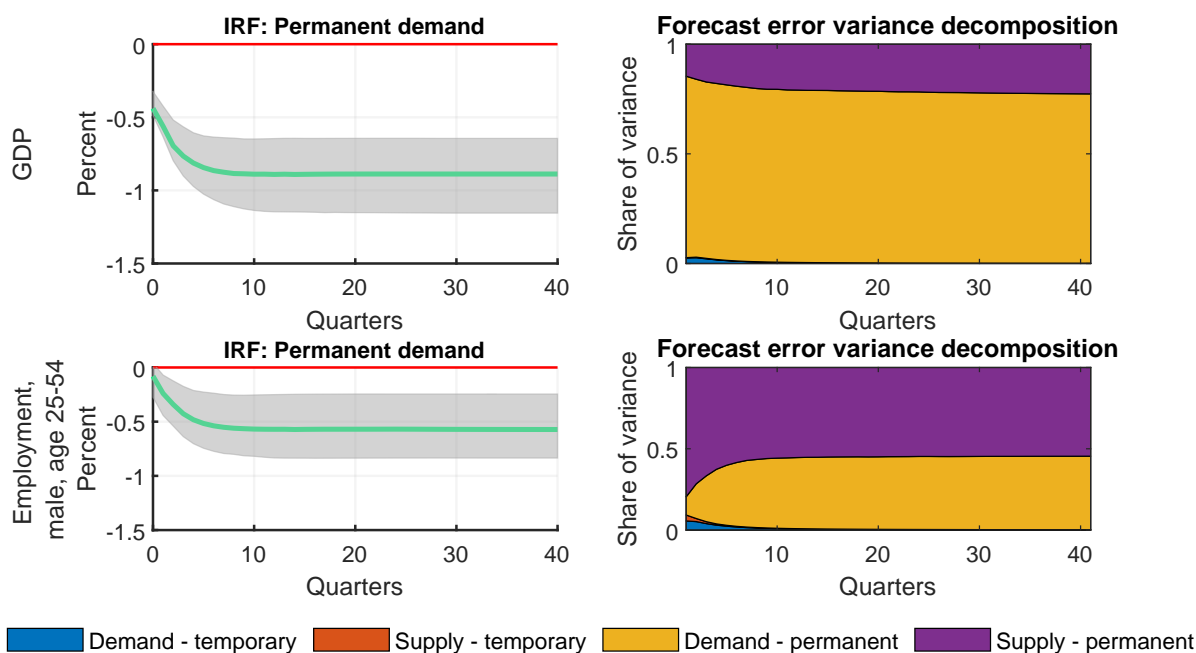 IRF: Permanent demand
GDP
Percent
0
-0.5
-1
-1.5
0
10
20
30
40
Quarters
Forecast error variance decomposition
Share of variance
1
0.5
0
10
20
30
40
Quarters
IRF: Permanent demand
Employment,
male, age 25-54
Percent
0
-0.5
-1
-1.5
0
10
20
30
40
Quarters
Forecast error variance decomposition
Share of variance
1
0.5
0
10
20
30
40
Quarters
Demand - temporary
Supply - temporary
Demand - permanent
Supply - permanent